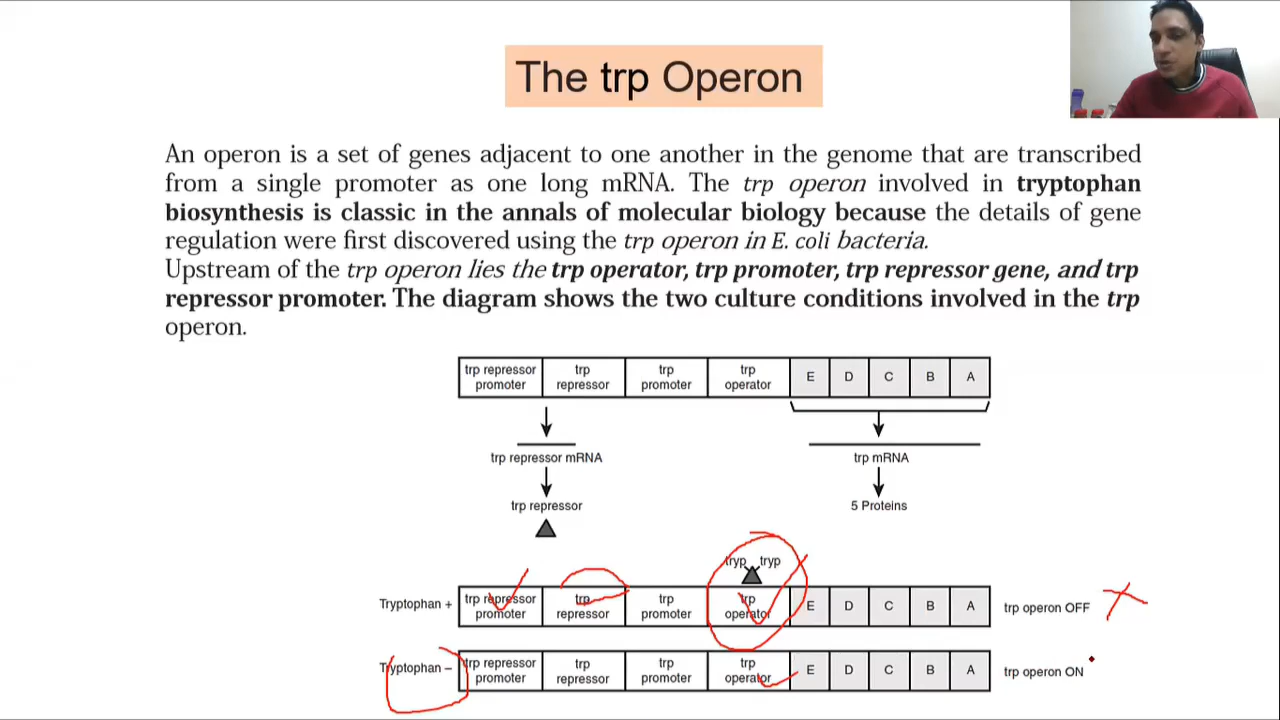 The trp Operon
An operon is a set of genes adjacent to one another in the genome that are transcribed
from a single promoter as one long mRNA. The trp operon involved in tryptophan
biosynthesis is classic in the annals of molecular biology because the details of gene
regulation were first discovered using the trp operon in E. coli bacteria.
Upstream of the trp operon lies the trp operator, trp promoter, trp repressor gene, and trp
repressor promoter. The diagram shows the two culture conditions involved in the trp
operon.
trp repressor promoter trp repressor trp promoter trp operator E D C B A
trp repressor mRNA trp mRNA
trp repressor 5 Proteins
tryp tryp
Tryptophan + trp repressor promoter trp repressor trp promoter trp operator E D C B A trp operon OFF
Tryptophan – trp repressor promoter trp repressor trp promoter trp operator E D C B A trp operon ON